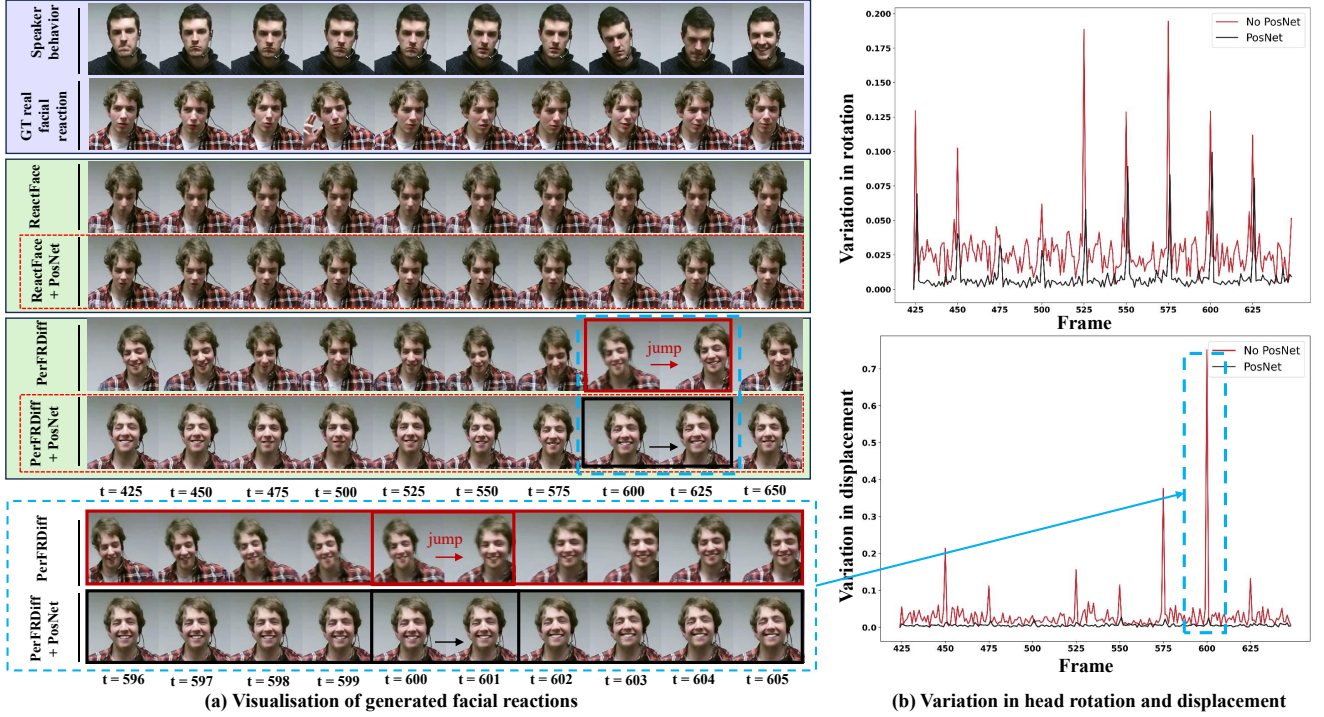 Speaker
behavior
GT real
facial
reaction
ReactFace
ReactFace
+ PosNet
PerFRDiff
jump
PerFRDiff
+ PosNet
t = 425 t = 450 t = 475 t = 500 t = 525 t = 550 t = 575 t = 600 t = 625 t = 650
PerFRDiff
jump
PerFRDiff
+ PosNet
t = 596 t = 597 t = 598 t = 599 t = 600 t = 601 t = 602 t = 603 t = 604 t = 605
(a) Visualisation of generated facial reactions
Variation in rotation
0.200
0.175
0.150
0.125
0.100
0.075
0.050
0.025
0.000
No PosNet
PosNet
425 450 475 500 525 550 575 600 625
Frame
Variation in displacement
0.7
0.6
0.5
0.4
0.3
0.2
0.1
0.0
No PosNet
PosNet
425 450 475 500 525 550 575 600 625
Frame
(b) Variation in head rotation and displacement